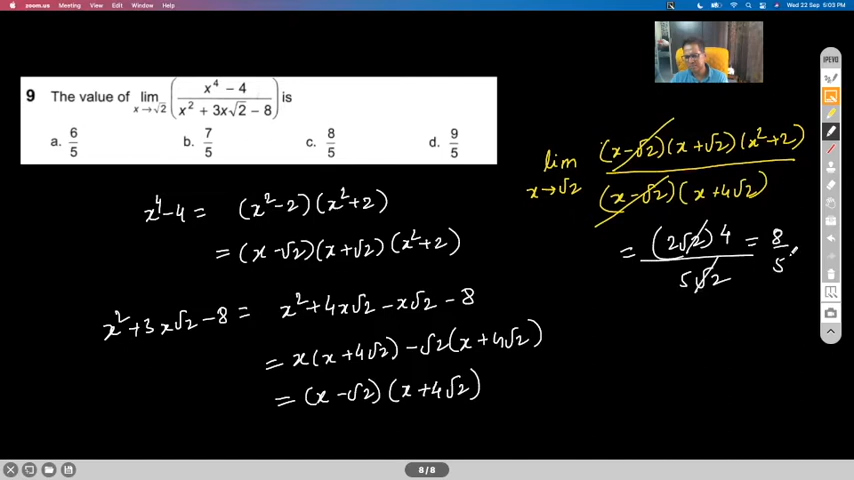 zoom.us Meeting View Edit Window Help
Wed 22 Sep 5:03 PM
IPEVO
9 The value of lim x→√2 ( (x⁴ − 4) / (x² + 3x√2 − 8) ) is
a. 6/5 b. 7/5 c. 8/5 d. 9/5
x⁴−4 = (x²−2)(x²+2)
= (x−√2)(x+√2)(x²+2)
x²+3x√2−8 = x²+4x√2−x√2−8
= x(x+4√2)−√2(x+4√2)
= (x−√2)(x+4√2)
lim x→√2 (x−√2)(x+√2)(x²+2) / (x−√2)(x+4√2)
= (2√2)4 / 5√2 = 8/5
8/8